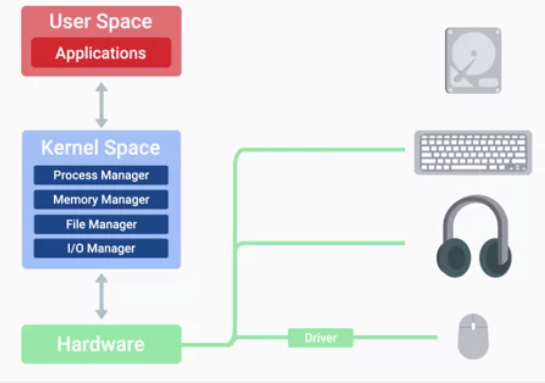 User Space
Applications
Kernel Space
Process Manager
Memory Manager
File Manager
I/O Manager
Hardware
Driver